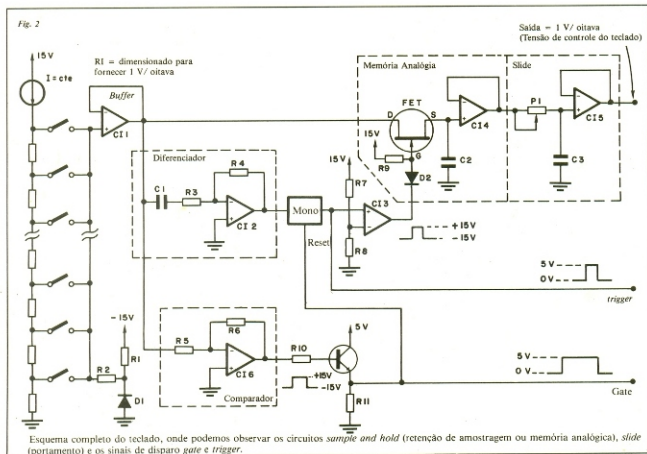 Fig. 2
15V
I=cte
RI = dimensionado para
fornecer 1 V/ oitava
Buffer
CI1
Memória Analógia
Slide
Saída = 1 V/ oitava
(Tensão de controle do teclado)
FET
D
S
G
15V
R9
D2
C2
CI4
P1
C3
CI5
Diferenciador
C1
R3
R4
CI2
Mono
Reset
15V
R7
R8
CI3
+15V
-15V
5V
0V
trigger
-15V
R1
R2
D1
R5
R6
CI6
Comparador
R10
+15V
-15V
5V
R11
5V
0V
Gate
Esquema completo do teclado, onde podemos observar os circuitos sample and hold (retenção de amostragem ou memória analógica), slide
(portamento) e os sinais de disparo gate e trigger.